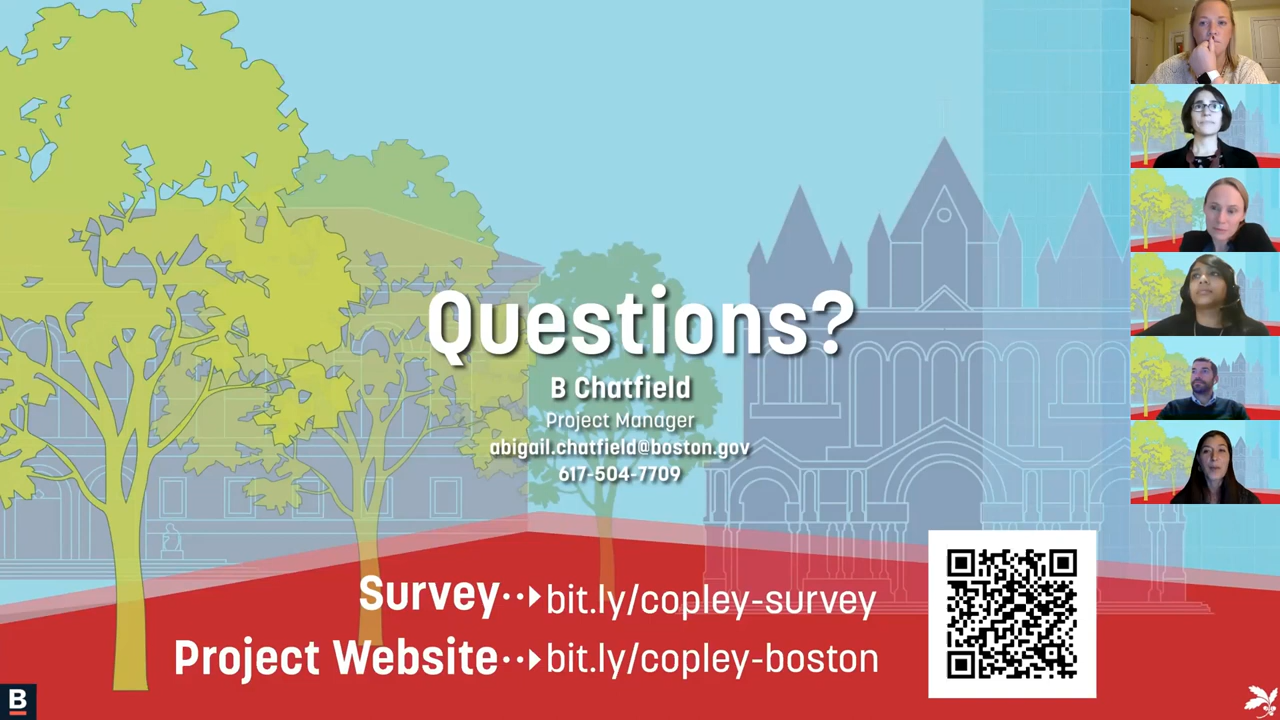 Questions?
B Chatfield
Project Manager
abigail.chatfield@boston.gov
617-504-7709
Survey··→bit.ly/copley-survey
Project Website··→bit.ly/copley-boston
B